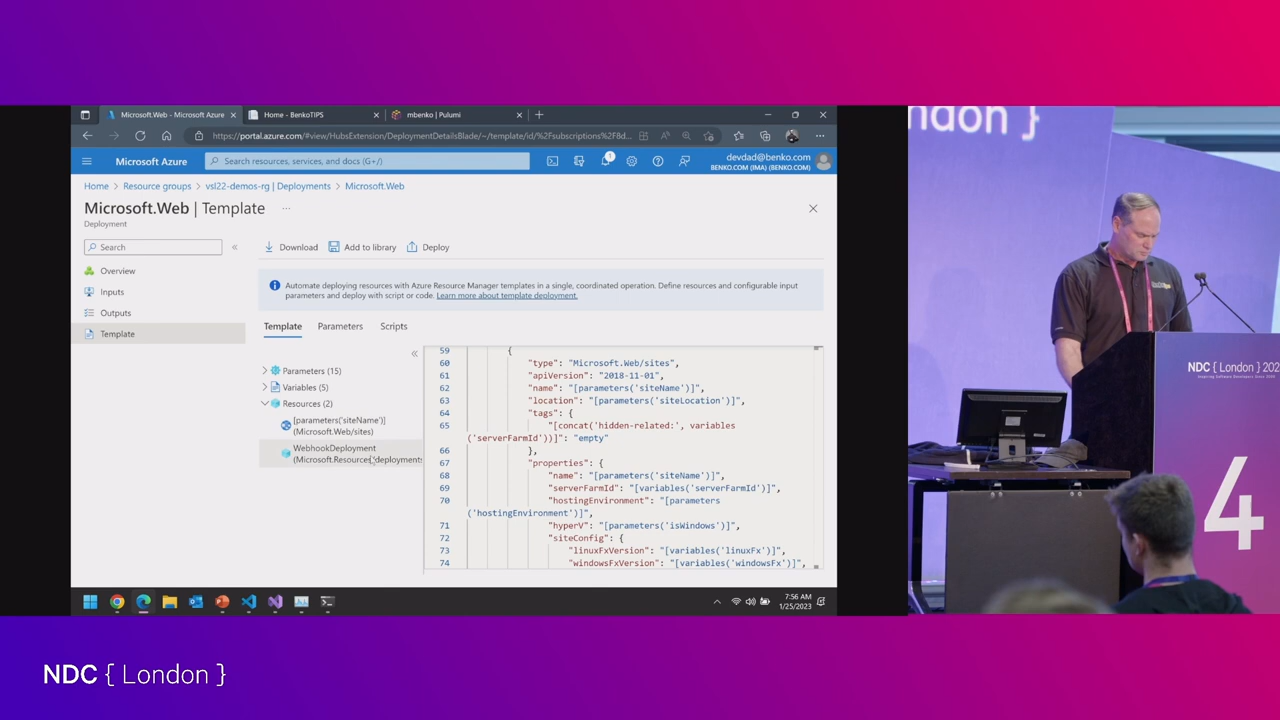 Microsoft.Web - Microsoft Azure
Home - BenkoTIPS
mbenko | Pulumi
https://portal.azure.com/#view/HubsExtension/DeploymentDetailsBlade/~/template/id/%2Fsubscriptions%2F8d...
Microsoft Azure
Search resources, services, and docs (G+/)
1
devdad@benko.com
BENKO.COM (IMA) (BENKO.COM)
Home > Resource groups > vsl22-demos-rg | Deployments > Microsoft.Web
Microsoft.Web | Template ...
Deployment
Search
Overview
Inputs
Outputs
Template
Download
Add to library
Deploy
Automate deploying resources with Azure Resource Manager templates in a single, coordinated operation. Define resources and configurable input
parameters and deploy with script or code. Learn more about template deployment.
Template
Parameters
Scripts
Parameters (15)
Variables (5)
Resources (2)
[parameters('siteName')]
(Microsoft.Web/sites)
WebhookDeployment
(Microsoft.Resources/deployments
59 {
60 "type": "Microsoft.Web/sites",
61 "apiVersion": "2018-11-01",
62 "name": "[parameters('siteName')]",
63 "location": "[parameters('siteLocation')]",
64 "tags": {
65 "[concat('hidden-related:', variables
('serverFarmId'))]": "empty"
66 },
67 "properties": {
68 "name": "[parameters('siteName')]",
69 "serverFarmId": "[variables('serverFarmId')]",
70 "hostingEnvironment": "[parameters
('hostingEnvironment')]",
71 "hyperV": "[parameters('isWindows')]",
72 "siteConfig": {
73 "linuxFxVersion": "[variables('linuxFx')]",
74 "windowsFxVersion": "[variables('windowsFx')]",
7:56 AM
1/25/2023
ndon }
NDC { London } 202
4
NDC { London }